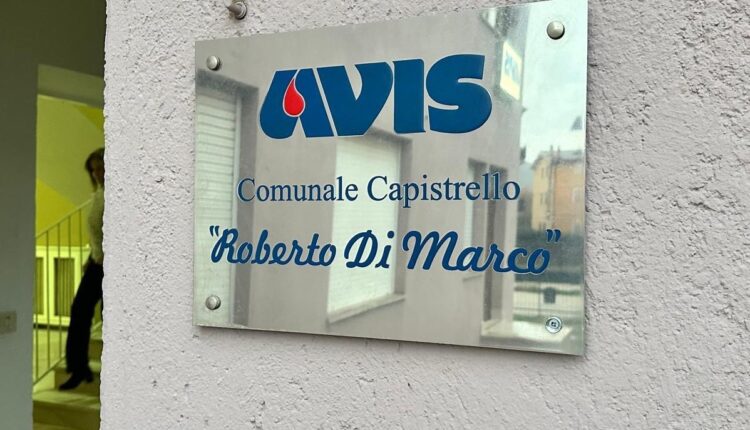 AVIS
Comunale Capistrello
"Roberto Di Marco"